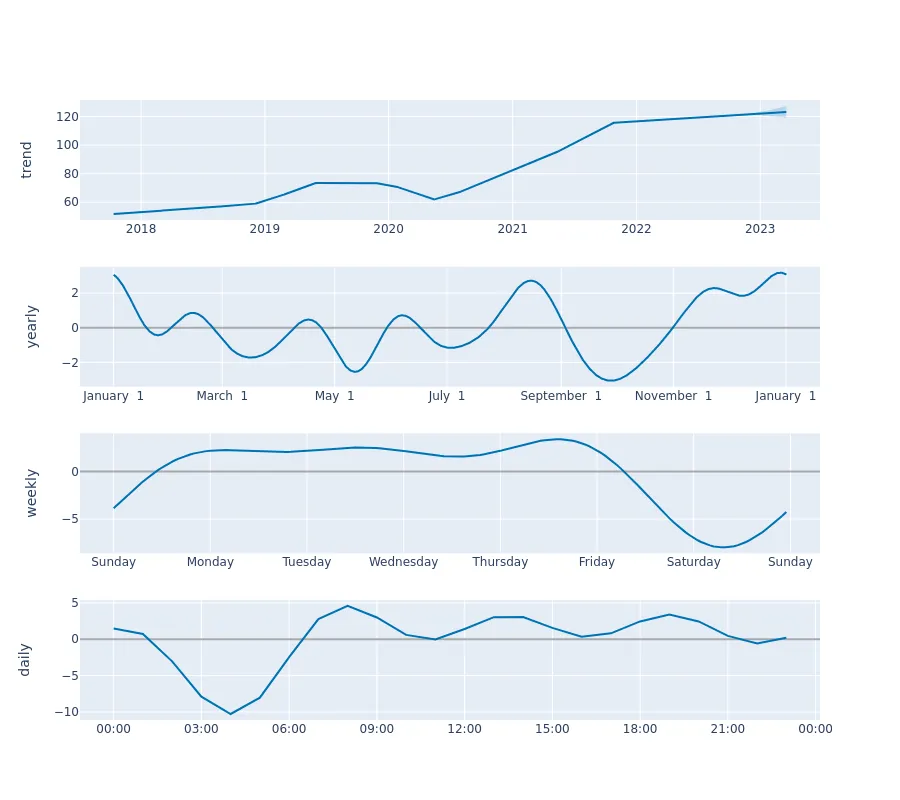 trend
120
100
80
60
2018 2019 2020 2021 2022 2023
yearly
2
0
−2
January 1 March 1 May 1 July 1 September 1 November 1 January 1
weekly
0
−5
Sunday Monday Tuesday Wednesday Thursday Friday Saturday Sunday
daily
5
0
−5
−10
00:00 03:00 06:00 09:00 12:00 15:00 18:00 21:00 00:00